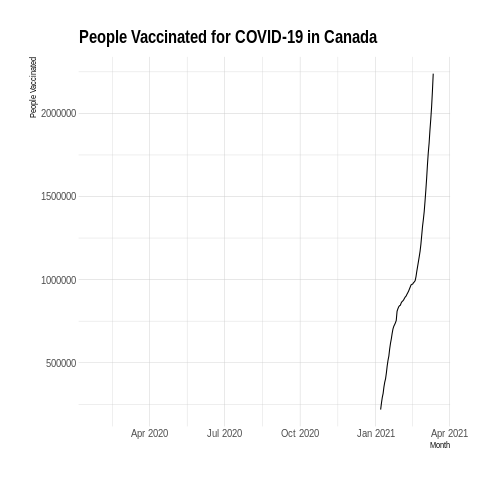 People Vaccinated for COVID-19 in Canada
People Vaccinated
2000000
1500000
1000000
500000
Apr 2020 Jul 2020 Oct 2020 Jan 2021 Apr 2021
Month